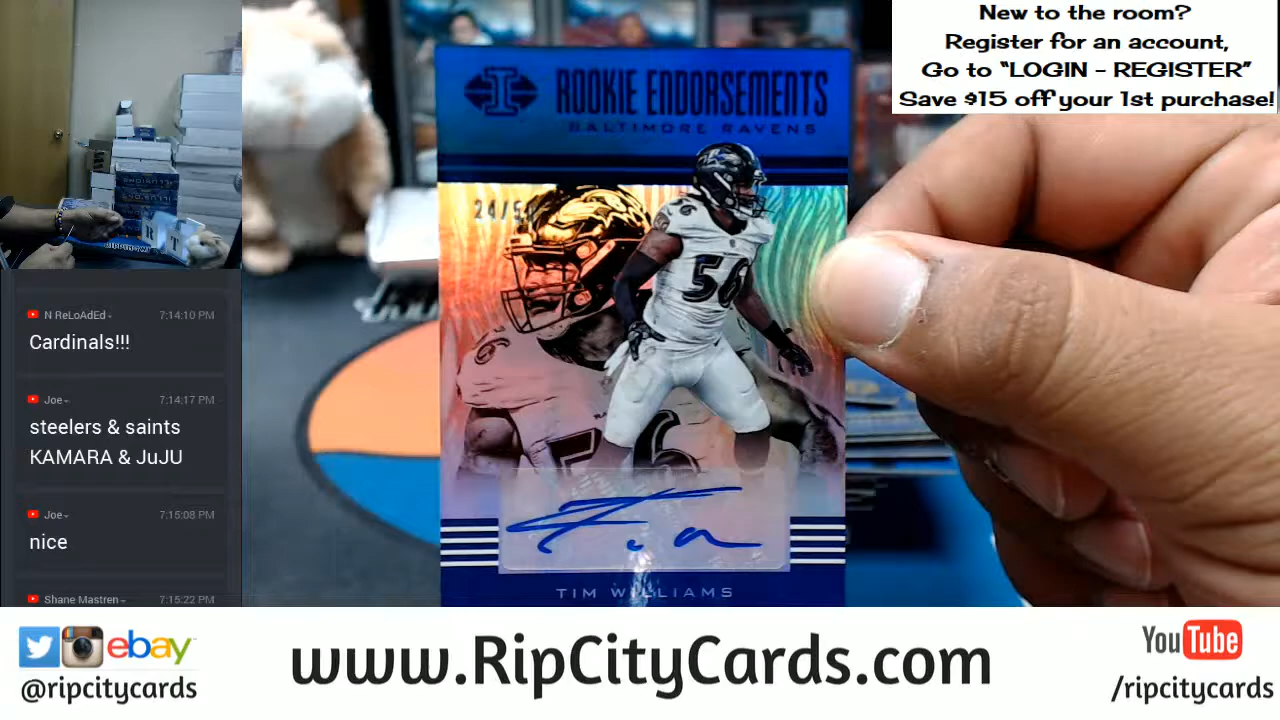 New to the room?
Register for an account,
Go to "LOGIN - REGISTER"
Save $15 off your 1st purchase!
ROOKIE ENDORSEMENTS
BALTIMORE RAVENS
56
56
TIM WILLIAMS
ILLUSIONS
R T
N ReLoAdEd
7:14:10 PM
Cardinals!!!
Joe
7:14:17 PM
steelers & saints
KAMARA & JuJU
Joe
7:15:08 PM
nice
Shane Mastren
7:15:22 PM
ebay
@ripcitycards
www.RipCityCards.com
YouTube
/ripcitycards